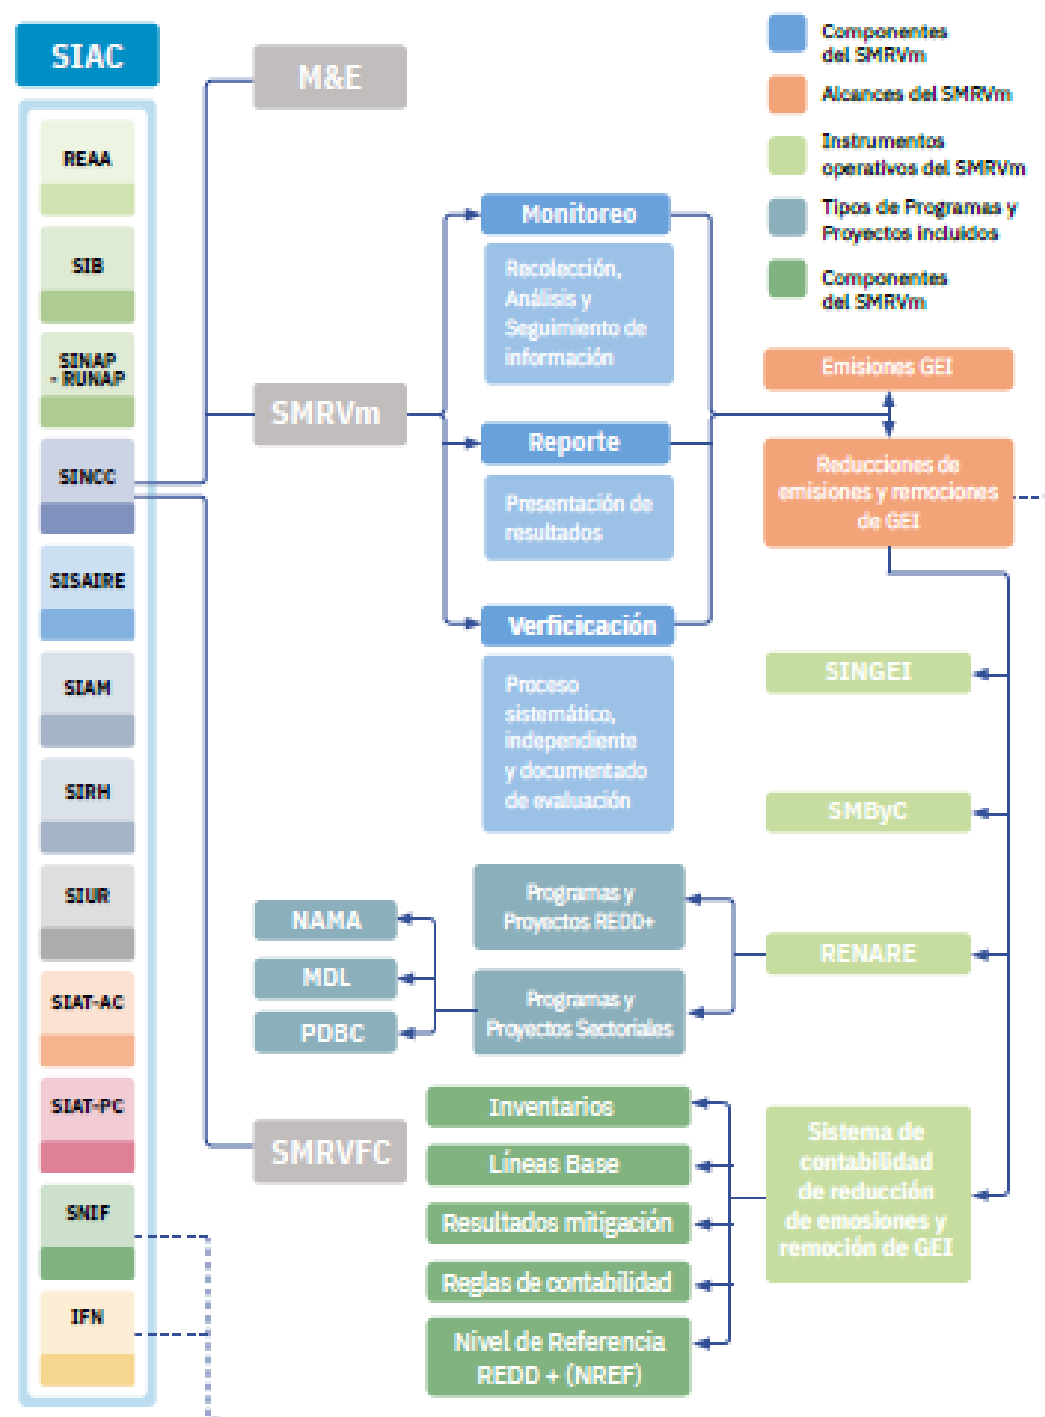 SIAC
REAA
SIB
SINAP
- RUNAP
SINCC
SISAIRE
SIAM
SIRH
SIUR
SIAT-AC
SIAT-PC
SNIF
IFN
M&E
SMRVm
SMRVFC
Monitoreo
Recolección,
Análisis y
Seguimiento de
información
Reporte
Presentación de
resultados
Verficicación
Proceso
sistemático,
independiente
y documentado
de evaluación
Componentes
del SMRVm
Alcances del SMRVm
Instrumentos
operativos del SMRVm
Tipos de Programas y
Proyectos incluidos
Componentes
del SMRVm
Emisiones GEI
Reducciones de
emisiones y remociones
de GEI
SINGEI
SMByC
RENARE
Programas y
Proyectos REDD+
Programas y
Proyectos Sectoriales
NAMA
MDL
PDBC
Sistema de
contabilidad
de reducción
de emosiones y
remoción de GEI
Inventarios
Líneas Base
Resultados mitigación
Reglas de contabilidad
Nivel de Referencia
REDD + (NREF)